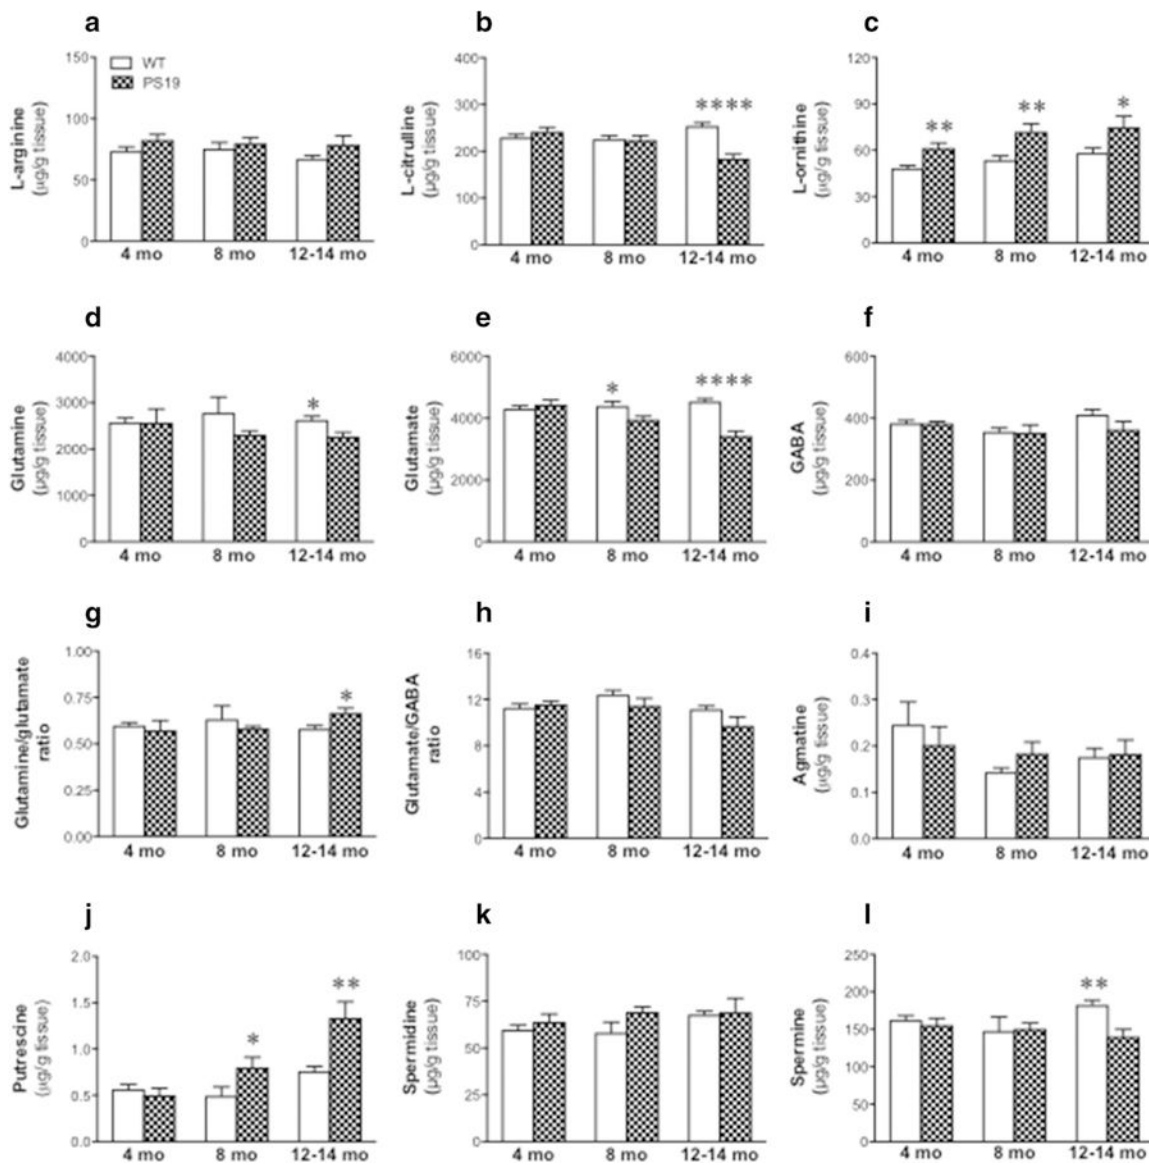 a
b
c
L-arginine
(µg/g tissue)
150
100
50
0
WT
PS19
4 mo 8 mo 12-14 mo
L-citrulline
(µg/g tissue)
400
300
200
100
0
****
4 mo 8 mo 12-14 mo
L-ornithine
(µg/g tissue)
120
90
60
30
0
**
**
*
4 mo 8 mo 12-14 mo
d
e
f
Glutamine
(µg/g tissue)
4000
3000
2000
1000
0
*
4 mo 8 mo 12-14 mo
Glutamate
(µg/g tissue)
6000
4000
2000
0
*
****
4 mo 8 mo 12-14 mo
GABA
(µg/g tissue)
600
400
200
0
4 mo 8 mo 12-14 mo
g
h
i
Glutamine/glutamate
ratio
1.00
0.75
0.50
0.25
0.00
*
4 mo 8 mo 12-14 mo
Glutamate/GABA
ratio
16
12
8
4
0
4 mo 8 mo 12-14 mo
Agmatine
(µg/g tissue)
0.4
0.3
0.2
0.1
0.0
4 mo 8 mo 12-14 mo
j
k
l
Putrescine
(µg/g tissue)
2.0
1.5
1.0
0.5
0.0
*
**
4 mo 8 mo 12-14 mo
Spermidine
(µg/g tissue)
100
75
50
25
0
4 mo 8 mo 12-14 mo
Spermine
(µg/g tissue)
250
200
150
100
50
0
**
4 mo 8 mo 12-14 mo